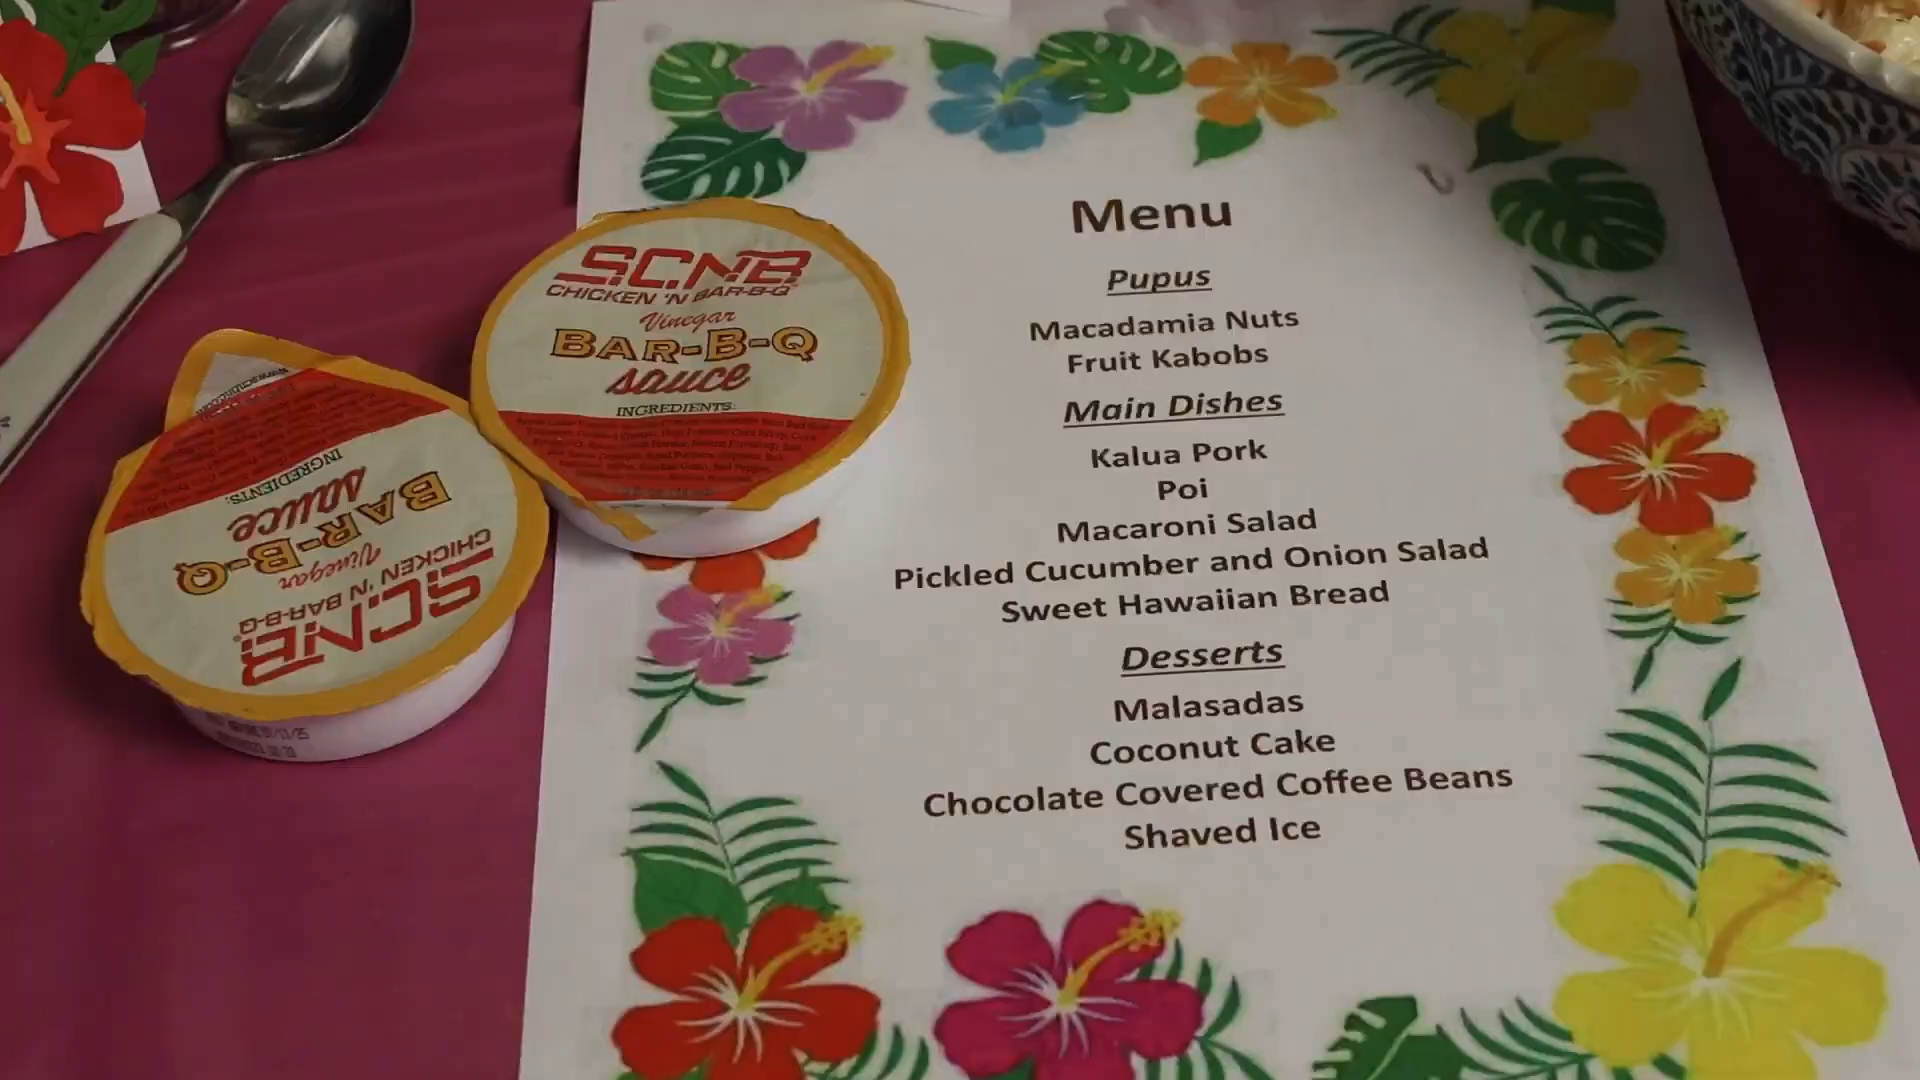 S.C.N.B.
CHICKEN 'N BAR-B-Q
Vinegar
BAR-B-Q
sauce
INGREDIENTS:
S.C.N.B.
CHICKEN 'N BAR-B-Q
Vinegar
BAR-B-Q
sauce
INGREDIENTS:
Menu
Pupus
Macadamia Nuts
Fruit Kabobs
Main Dishes
Kalua Pork
Poi
Macaroni Salad
Pickled Cucumber and Onion Salad
Sweet Hawaiian Bread
Desserts
Malasadas
Coconut Cake
Chocolate Covered Coffee Beans
Shaved Ice